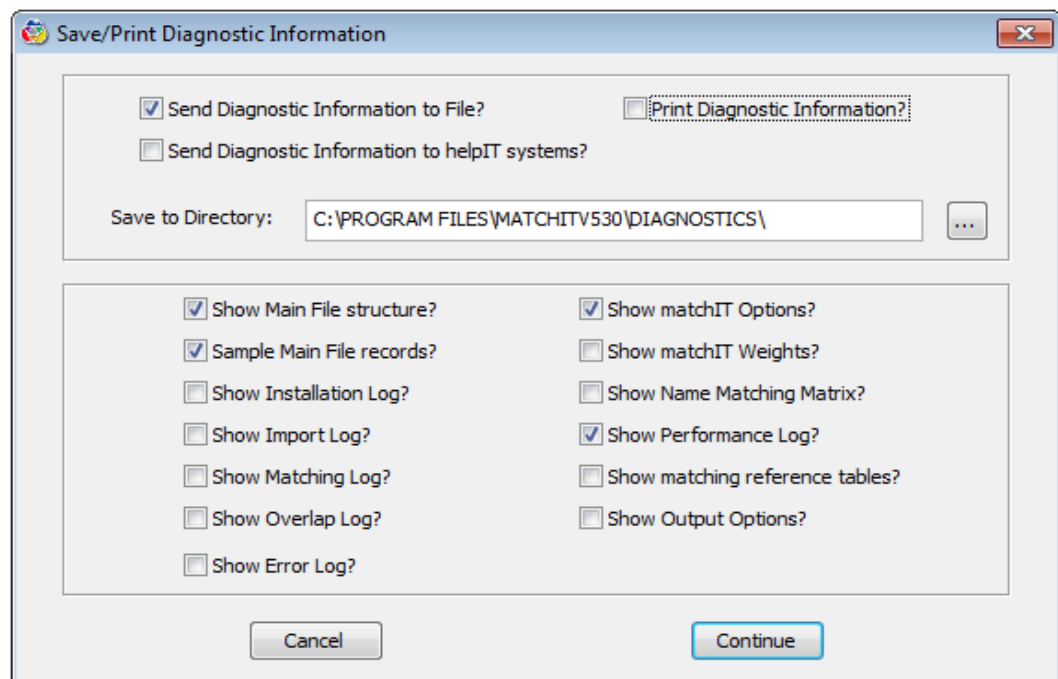 Save/Print Diagnostic Information
Send Diagnostic Information to File?
Print Diagnostic Information?
Send Diagnostic Information to helpIT systems?
Save to Directory:
C:\PROGRAM FILES\MATCHITV530\DIAGNOSTICS\
...
Show Main File structure?
Show matchIT Options?
Sample Main File records?
Show matchIT Weights?
Show Installation Log?
Show Name Matching Matrix?
Show Import Log?
Show Performance Log?
Show Matching Log?
Show matching reference tables?
Show Overlap Log?
Show Output Options?
Show Error Log?
Cancel
Continue